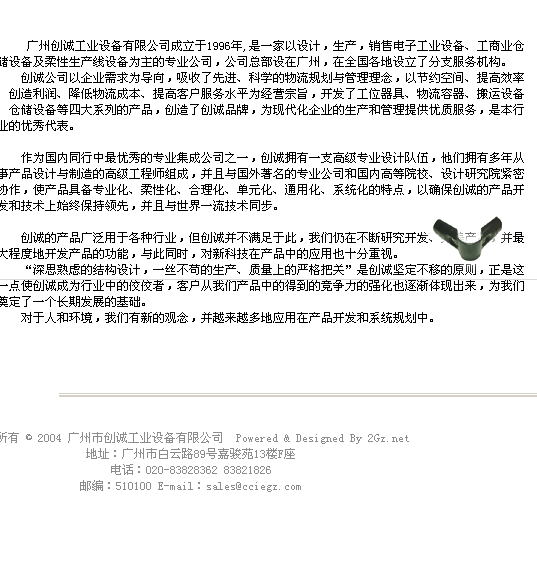 广州创诚工业设备有限公司成立于1996年,是一家以设计，生产，销售电子工业设备、工商业仓
储设备及柔性生产线设备为主的专业公司，公司总部设在广州，在全国各地设立了分支服务机构。
创诚公司以企业需求为导向，吸收了先进、科学的物流规划与管理理念，以节约空间、提高效率
、创造利润、降低物流成本、提高客户服务水平为经营宗旨，开发了工位器具、物流容器、搬运设备
、仓储设备等四大系列的产品，创造了创诚品牌，为现代化企业的生产和管理提供优质服务，是本行
业的优秀代表。
作为国内同行中最优秀的专业集成公司之一，创诚拥有一支高级专业设计队伍，他们拥有多年从
事产品设计与制造的高级工程师组成，并且与国外著名的专业公司和国内高等院校、设计研究院紧密
协作，使产品具备专业化、柔性化、合理化、单元化、通用化、系统化的特点，以确保创诚的产品开
发和技术上始终保持领先，并且与世界一流技术同步。
创诚的产品广泛用于各种行业，但创诚并不满足于此，我们仍在不断研究开发、产，并最
大程度地开发产品的功能，与此同时，对新科技在产品中的应用也十分重视。
“深思熟虑的结构设计，一丝不苟的生产、质量上的严格把关”是创诚坚定不移的原则，正是这
一点使创诚成为行业中的佼佼者，客户从我们产品中的得到的竞争力的强化也逐渐体现出来，为我们
奠定了一个长期发展的基础。
对于人和环境，我们有新的观念，并越来越多地应用在产品开发和系统规划中。
所有 © 2004 广州市创诚工业设备有限公司 Powered & Designed By 2Gz.net
地址：广州市白云路89号嘉骏苑13楼F座
电话：020-83828362 83821826
邮编：510100 E-mail：sales@cciegz.com